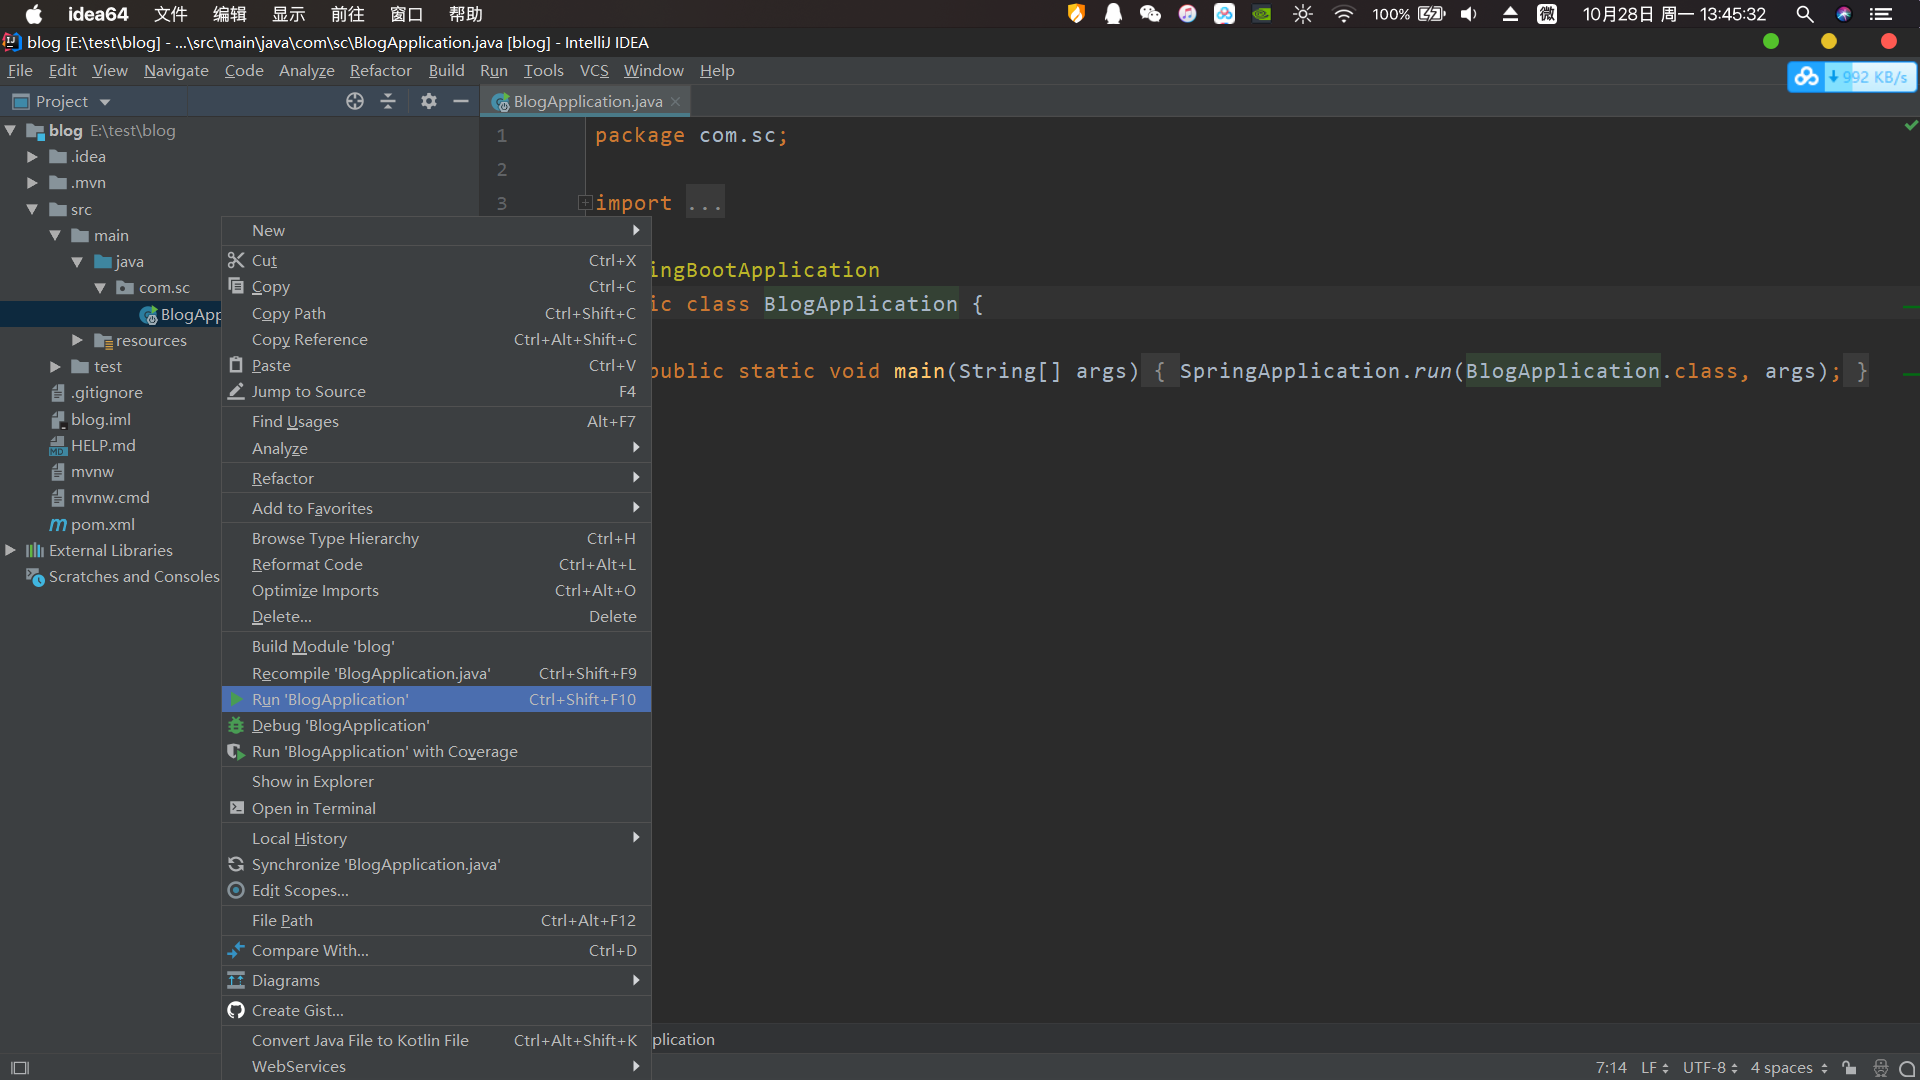 idea64 文件 编辑 显示 前往 窗口 帮助 100% 微 10月28日 周一 13:45:32
blog [E:\test\blog] - ...\src\main\java\com\sc\BlogApplication.java [blog] - IntelliJ IDEA
File Edit View Navigate Code Analyze Refactor Build Run Tools VCS Window Help
992 KB/s
Project
BlogApplication.java
blog E:\test\blog
.idea
.mvn
src
main
java
com.sc
BlogApp
resources
test
.gitignore
blog.iml
HELP.md
mvnw
mvnw.cmd
pom.xml
External Libraries
Scratches and Consoles
New
Cut Ctrl+X
Copy Ctrl+C
Copy Path Ctrl+Shift+C
Copy Reference Ctrl+Alt+Shift+C
Paste Ctrl+V
Jump to Source F4
Find Usages Alt+F7
Analyze
Refactor
Add to Favorites
Browse Type Hierarchy Ctrl+H
Reformat Code Ctrl+Alt+L
Optimize Imports Ctrl+Alt+O
Delete... Delete
Build Module 'blog'
Recompile 'BlogApplication.java' Ctrl+Shift+F9
Run 'BlogApplication' Ctrl+Shift+F10
Debug 'BlogApplication'
Run 'BlogApplication' with Coverage
Show in Explorer
Open in Terminal
Local History
Synchronize 'BlogApplication.java'
Edit Scopes...
File Path Ctrl+Alt+F12
Compare With... Ctrl+D
Diagrams
Create Gist...
Convert Java File to Kotlin File Ctrl+Alt+Shift+K
WebServices
1 package com.sc;
2
3 import ...
ingBootApplication
ic class BlogApplication {
public static void main(String[] args) { SpringApplication.run(BlogApplication.class, args); }
plication
7:14 LF UTF-8 4 spaces